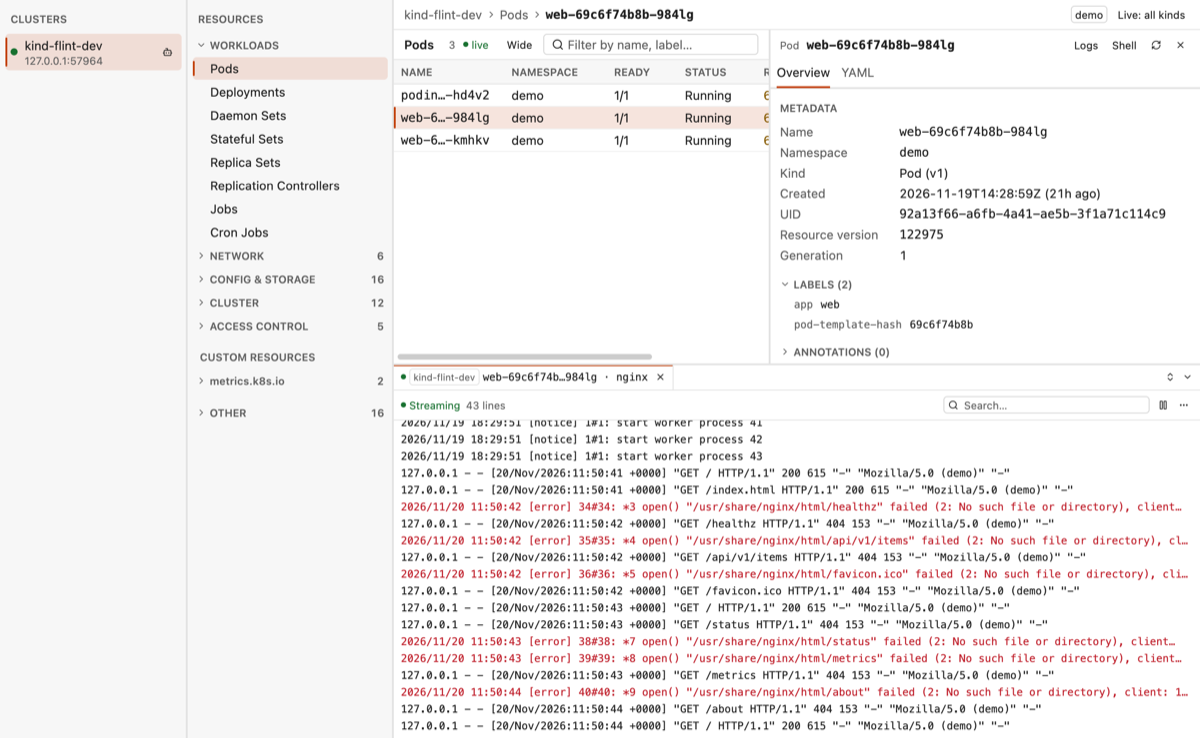 CLUSTERS
kind-flint-dev
127.0.0.1:57964
RESOURCES
WORKLOADS
Pods
Deployments
Daemon Sets
Stateful Sets
Replica Sets
Replication Controllers
Jobs
Cron Jobs
NETWORK 6
CONFIG & STORAGE 16
CLUSTER 12
ACCESS CONTROL 5
CUSTOM RESOURCES
metrics.k8s.io 2
OTHER 16
kind-flint-dev > Pods > web-69c6f74b8b-984lg
demo Live: all kinds
Pods 3 live Wide Filter by name, label...
NAME NAMESPACE READY STATUS R
podin…-hd4v2 demo 1/1 Running 6
web-6…-984lg demo 1/1 Running 6
web-6…-kmhkv demo 1/1 Running 6
Pod web-69c6f74b8b-984lg Logs Shell
Overview YAML
METADATA
Name web-69c6f74b8b-984lg
Namespace demo
Kind Pod (v1)
Created 2026-11-19T14:28:59Z (21h ago)
UID 92a13f66-a6fb-4a41-ae5b-3f1a71c114c9
Resource version 122975
Generation 1
LABELS (2)
app web
pod-template-hash 69c6f74b8b
ANNOTATIONS (0)
kind-flint-dev web-69c6f74b…984lg · nginx
Streaming 43 lines Search...
2026/11/19 18:29:51 [notice] 1#1: start worker process 41
2026/11/19 18:29:51 [notice] 1#1: start worker process 42
2026/11/19 18:29:51 [notice] 1#1: start worker process 43
127.0.0.1 - - [20/Nov/2026:11:50:41 +0000] "GET / HTTP/1.1" 200 615 "-" "Mozilla/5.0 (demo)" "-"
127.0.0.1 - - [20/Nov/2026:11:50:41 +0000] "GET /index.html HTTP/1.1" 200 615 "-" "Mozilla/5.0 (demo)" "-"
2026/11/20 11:50:42 [error] 34#34: *3 open() "/usr/share/nginx/html/healthz" failed (2: No such file or directory), client…
127.0.0.1 - - [20/Nov/2026:11:50:42 +0000] "GET /healthz HTTP/1.1" 404 153 "-" "Mozilla/5.0 (demo)" "-"
2026/11/20 11:50:42 [error] 35#35: *4 open() "/usr/share/nginx/html/api/v1/items" failed (2: No such file or directory), cl…
127.0.0.1 - - [20/Nov/2026:11:50:42 +0000] "GET /api/v1/items HTTP/1.1" 404 153 "-" "Mozilla/5.0 (demo)" "-"
2026/11/20 11:50:42 [error] 36#36: *5 open() "/usr/share/nginx/html/favicon.ico" failed (2: No such file or directory), cli…
127.0.0.1 - - [20/Nov/2026:11:50:42 +0000] "GET /favicon.ico HTTP/1.1" 404 153 "-" "Mozilla/5.0 (demo)" "-"
127.0.0.1 - - [20/Nov/2026:11:50:43 +0000] "GET / HTTP/1.1" 200 615 "-" "Mozilla/5.0 (demo)" "-"
127.0.0.1 - - [20/Nov/2026:11:50:43 +0000] "GET /status HTTP/1.1" 404 153 "-" "Mozilla/5.0 (demo)" "-"
2026/11/20 11:50:43 [error] 38#38: *7 open() "/usr/share/nginx/html/status" failed (2: No such file or directory), client…
2026/11/20 11:50:43 [error] 39#39: *8 open() "/usr/share/nginx/html/metrics" failed (2: No such file or directory), client…
127.0.0.1 - - [20/Nov/2026:11:50:43 +0000] "GET /metrics HTTP/1.1" 404 153 "-" "Mozilla/5.0 (demo)" "-"
2026/11/20 11:50:44 [error] 40#40: *9 open() "/usr/share/nginx/html/about" failed (2: No such file or directory), client: 1…
127.0.0.1 - - [20/Nov/2026:11:50:44 +0000] "GET /about HTTP/1.1" 404 153 "-" "Mozilla/5.0 (demo)" "-"
127.0.0.1 - - [20/Nov/2026:11:50:44 +0000] "GET / HTTP/1.1" 200 615 "-" "Mozilla/5.0 (demo)" "-"